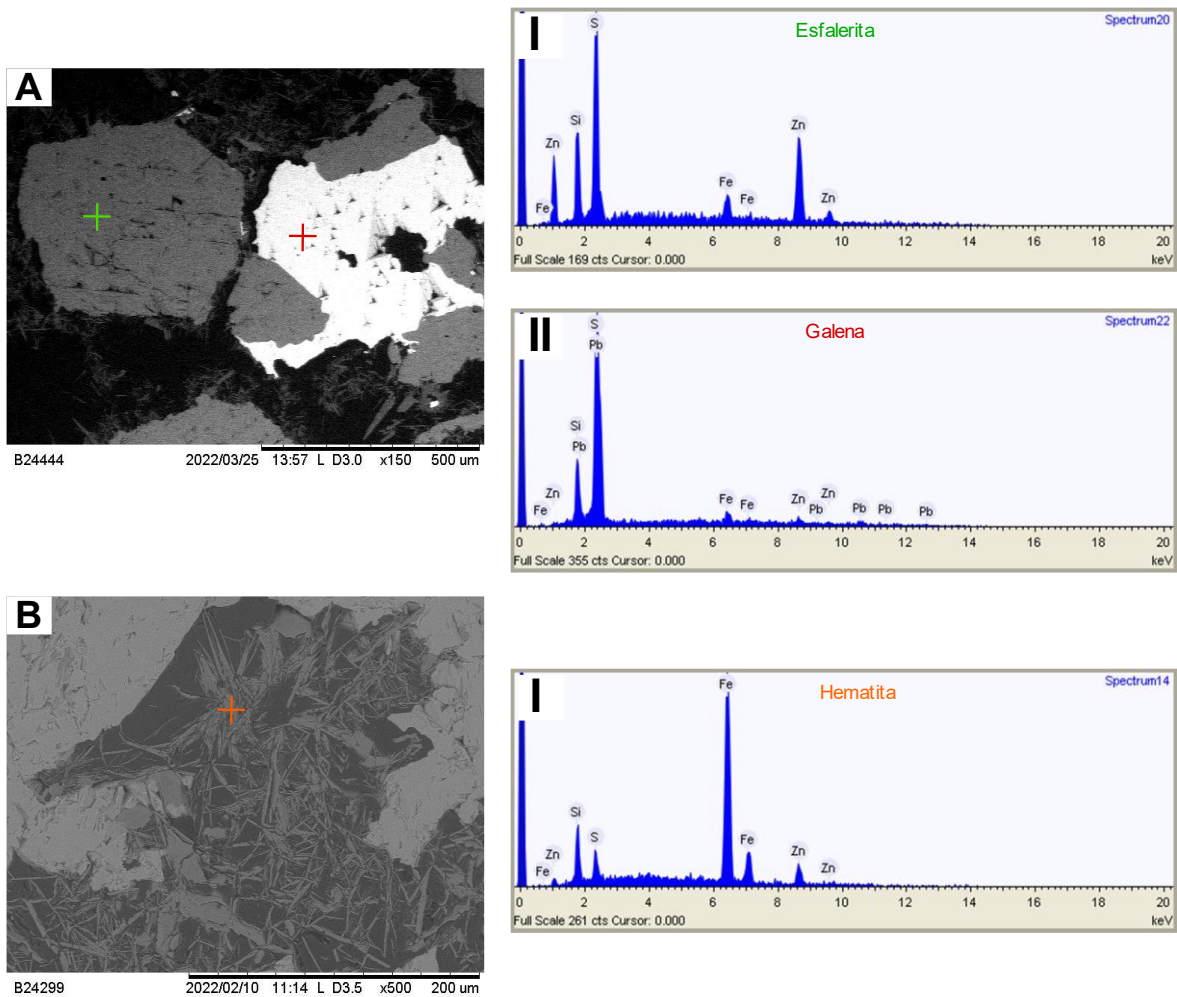 A
B24444 2022/03/25 13:57 L D3.0 x150 500 um
I
Esfalerita
Spectrum20
S
Zn
Si
Zn
Fe
Fe
Fe
Zn
0 2 4 6 8 10 12 14 16 18 20
Full Scale 169 cts Cursor: 0.000
keV
II
Galena
Spectrum22
S
Pb
Si
Pb
Zn
Fe
Fe
Fe
Zn
Zn
Pb
Pb
Pb
Pb
0 2 4 6 8 10 12 14 16 18 20
Full Scale 355 cts Cursor: 0.000
keV
B
B24299 2022/02/10 11:14 L D3.5 x500 200 um
I
Hematita
Spectrum14
Fe
Si
S
Zn
Fe
Fe
Zn
Zn
0 2 4 6 8 10 12 14 16 18 20
Full Scale 261 cts Cursor: 0.000
keV